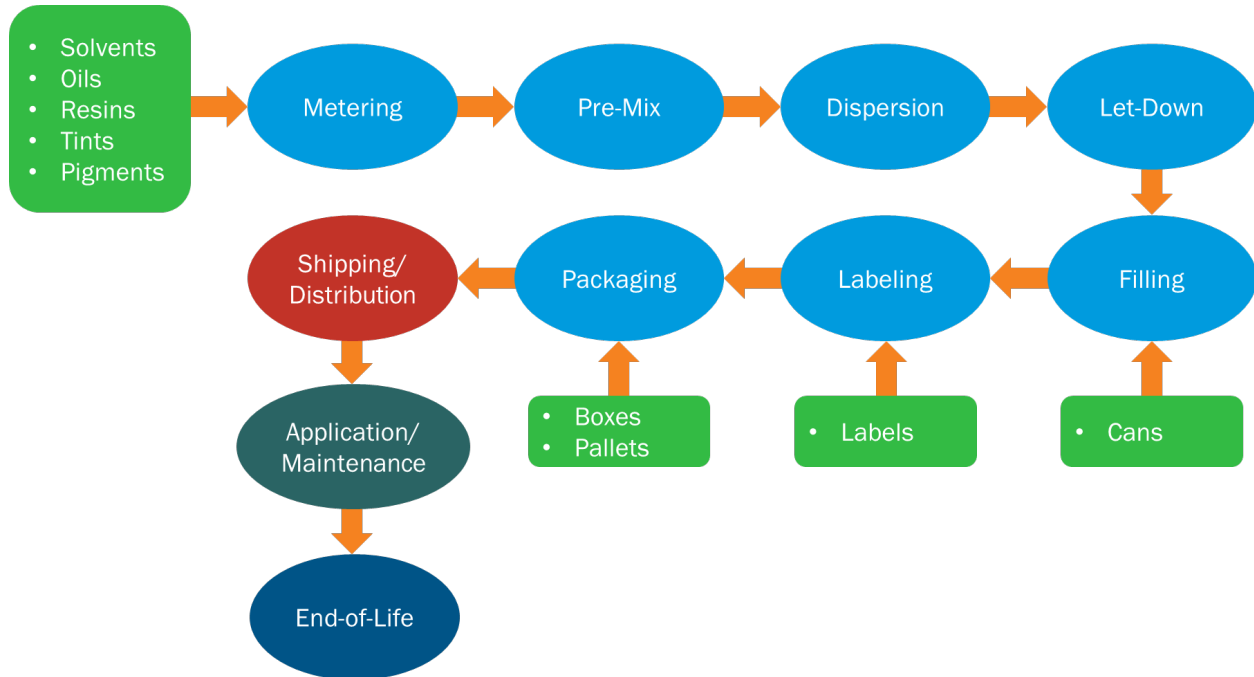 • Solvents
• Oils
• Resins
• Tints
• Pigments
Metering
Pre-Mix
Dispersion
Let-Down
Shipping/
Distribution
Packaging
Labeling
Filling
Application/
Maintenance
• Boxes
• Pallets
• Labels
• Cans
End-of-Life